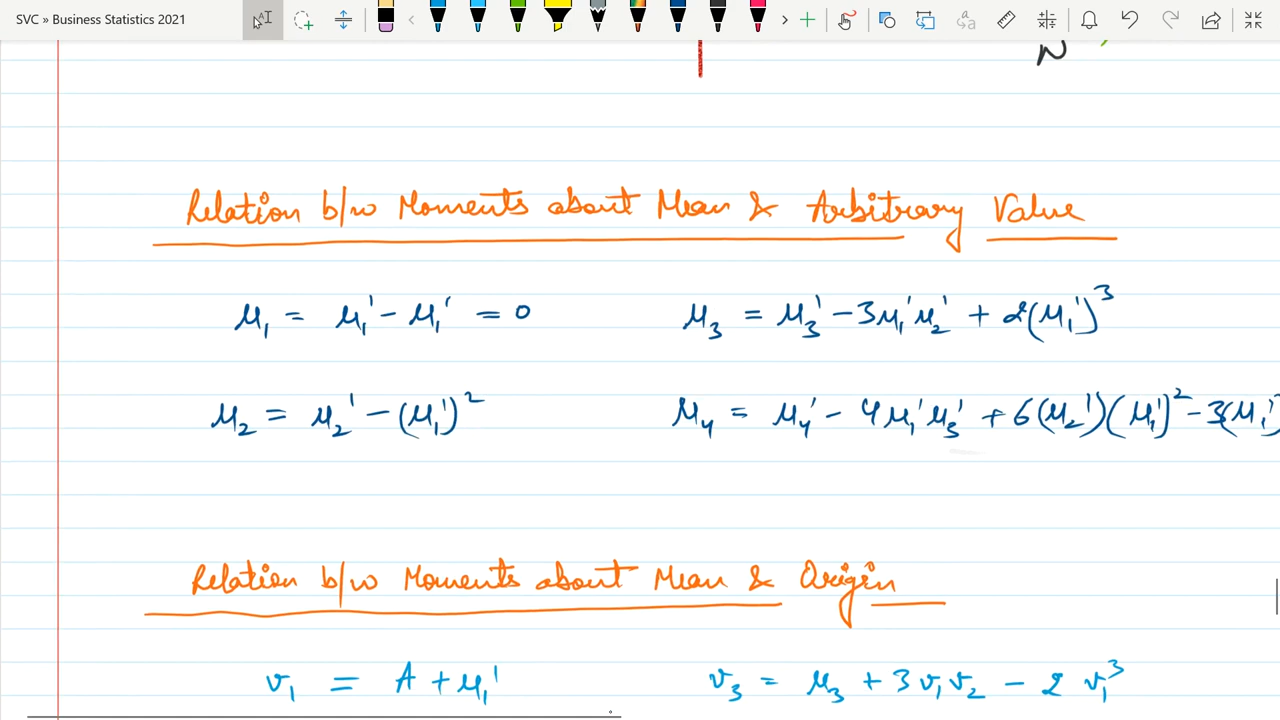 SVC » Business Statistics 2021
N
Relation b/w Moments about Mean & Arbitrary Value
μ₁ = μ₁' - μ₁' = 0
μ₃ = μ₃' - 3μ₁'μ₂' + 2(μ₁')³
μ₂ = μ₂' - (μ₁')²
μ₄ = μ₄' - 4μ₁'μ₃' + 6(μ₂')(μ₁')² - 3(μ₁')
Relation b/w Moments about Mean & Origin
v₁ = A + μ₁'
v₃ = μ₃ + 3v₁v₂ - 2v₁³